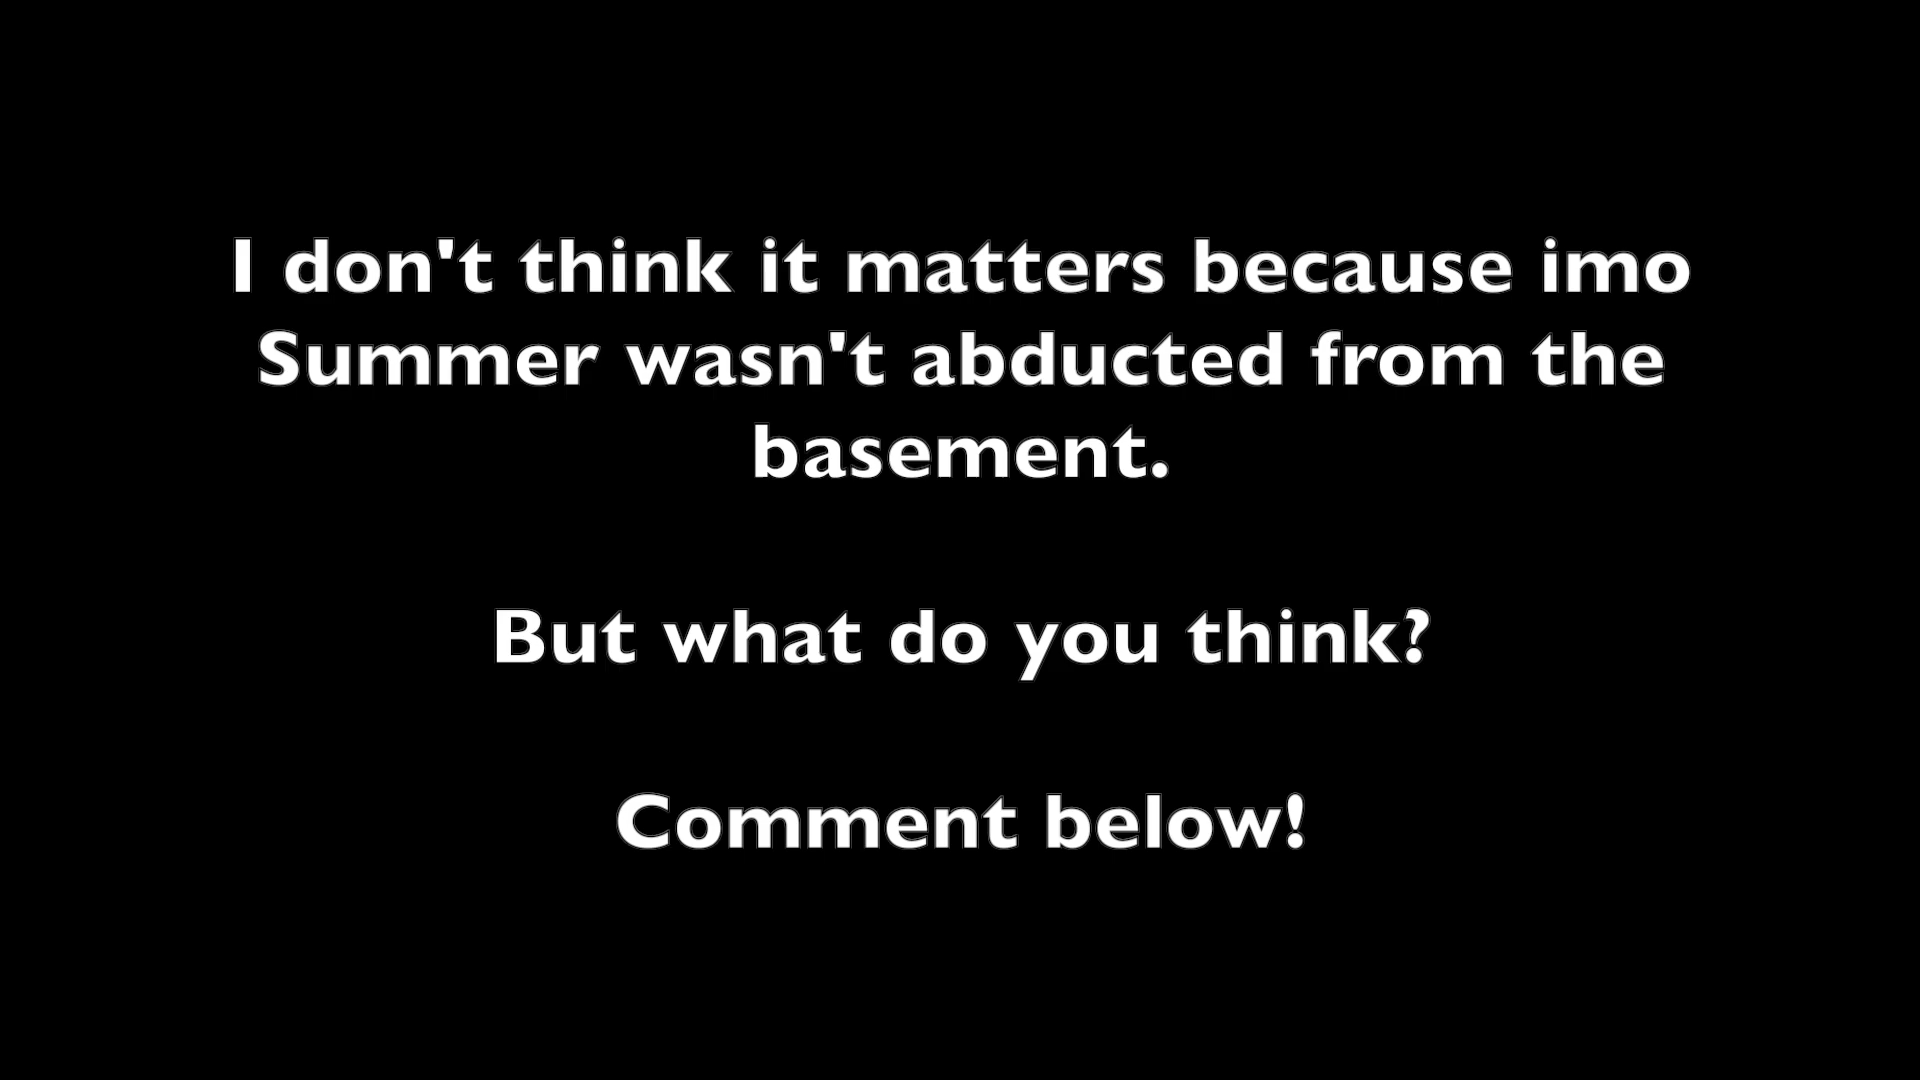 I don't think it matters because imo
Summer wasn't abducted from the
basement.
But what do you think?
Comment below!